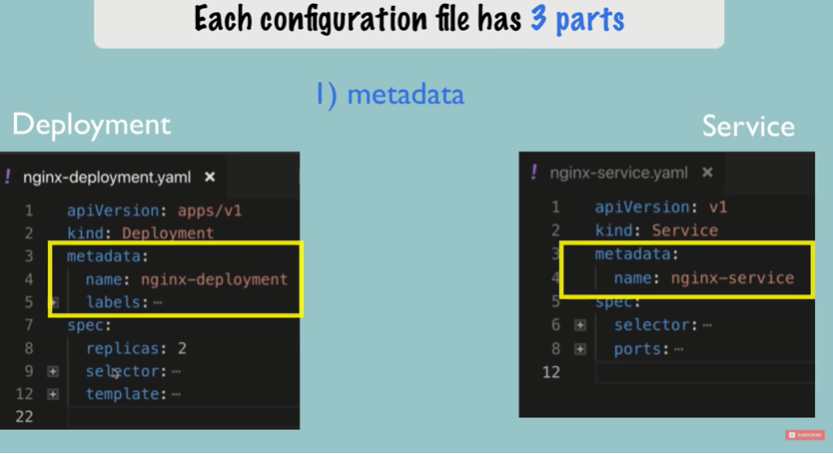 Each configuration file has 3 parts
1) metadata
Deployment
Service
! nginx-deployment.yaml ×
1 apiVersion: apps/v1
2 kind: Deployment
3 metadata:
4 name: nginx-deployment
5 labels:⋯
7 spec:
8 replicas: 2
9 selector:⋯
12 template:⋯
22
! nginx-service.yaml ×
1 apiVersion: v1
2 kind: Service
3 metadata:
4 name: nginx-service
5 spec:
6 selector:⋯
8 ports:⋯
12
SUBSCRIBE